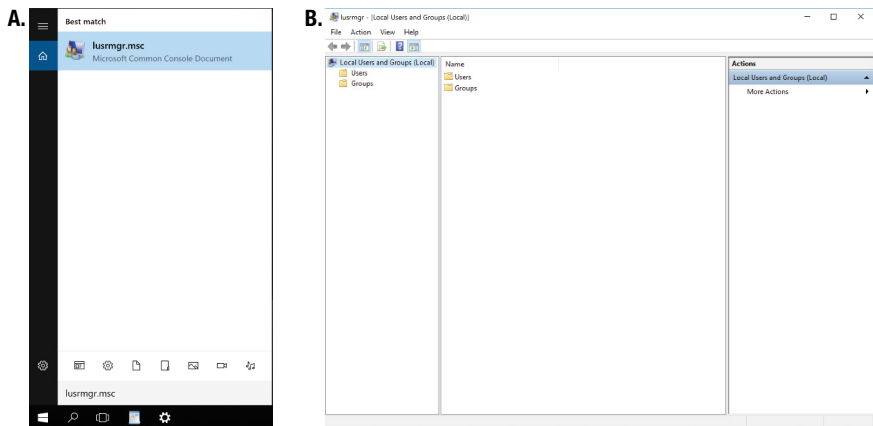 A.
Best match
lusrmgr.msc
Microsoft Common Console Document
lusrmgr.msc
B.
lusrmgr - [Local Users and Groups (Local)]
File Action View Help
Local Users and Groups (Local)
Users
Groups
Name
Users
Groups
Actions
Local Users and Groups (Local)
More Actions